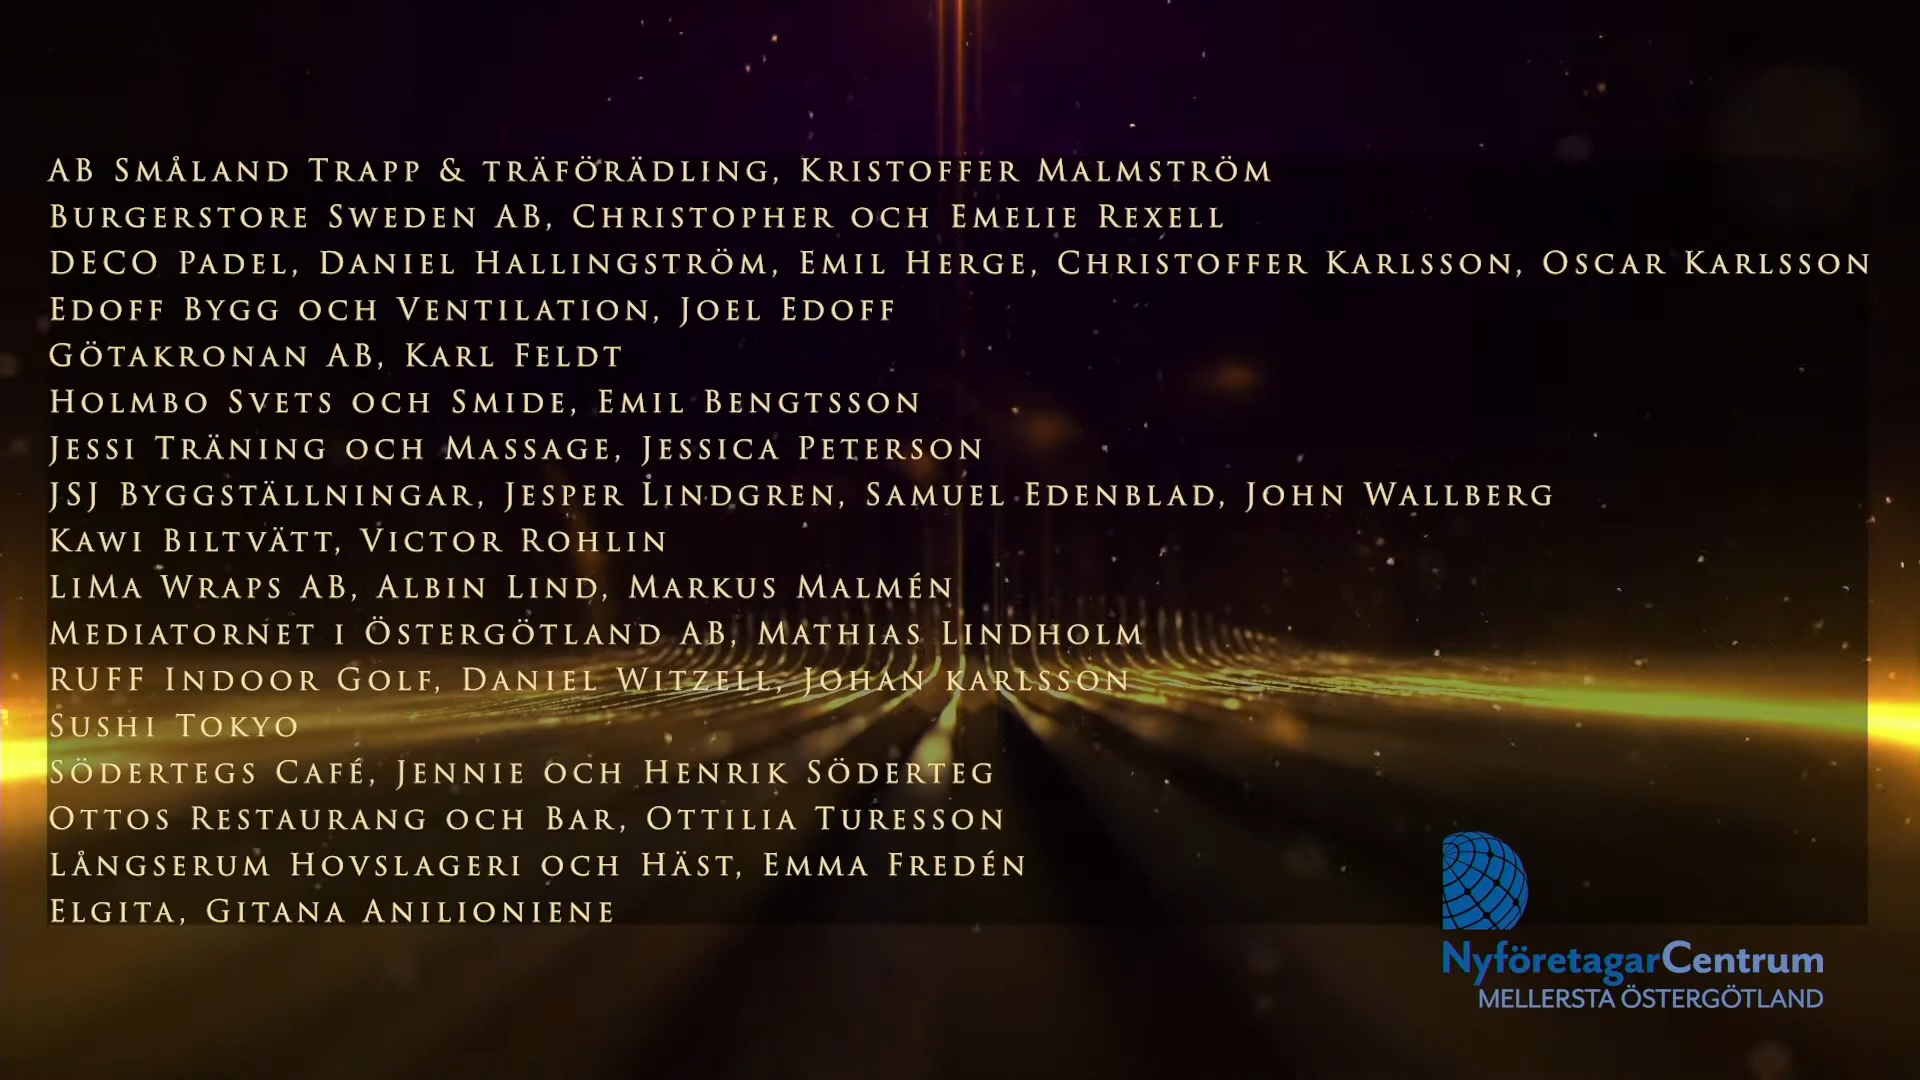 AB Småland Trapp & träförädling, Kristoffer Malmström
Burgerstore Sweden AB, Christopher och Emelie Rexell
DECO Padel, Daniel Hallingström, Emil Herge, Christoffer Karlsson, Oscar Karlsson
Edoff Bygg och Ventilation, Joel Edoff
Götakronan AB, Karl Feldt
Holmbo Svets och Smide, Emil Bengtsson
Jessi Träning och Massage, Jessica Peterson
JSJ Byggställningar, Jesper Lindgren, Samuel Edenblad, John Wallberg
Kawi Biltvätt, Victor Rohlin
LiMa Wraps AB, Albin Lind, Markus Malmén
Mediatornet i Östergötland AB, Mathias Lindholm
RUFF Indoor Golf, Daniel Witzell, Johan karlsson
Sushi Tokyo
Södertegs Café, Jennie och Henrik Söderteg
Ottos Restaurang och Bar, Ottilia Turesson
Långserum Hovslageri och Häst, Emma Fredén
Elgita, Gitana Anilioniene
NyföretagarCentrum
MELLERSTA ÖSTERGÖTLAND